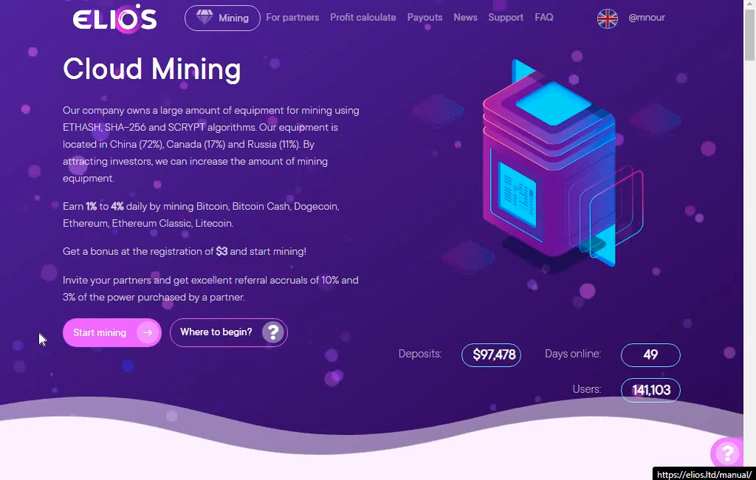 ELIOS
Mining
For partners
Profit calculate
Payouts
News
Support
FAQ
@mnour
Cloud Mining
Our company owns a large amount of equipment for mining using
ETHASH, SHA-256 and SCRYPT algorithms. Our equipment is
located in China (72%), Canada (17%) and Russia (11%). By
attracting investors, we can increase the amount of mining
equipment.
Earn 1% to 4% daily by mining Bitcoin, Bitcoin Cash, Dogecoin,
Ethereum, Ethereum Classic, Litecoin.
Get a bonus at the registration of $3 and start mining!
Invite your partners and get excellent referral accruals of 10% and
3% of the power purchased by a partner.
Start mining →
Where to begin? ?
Deposits: $97,478
Days online: 49
Users: 141,103
?
https://elios.ltd/manual/